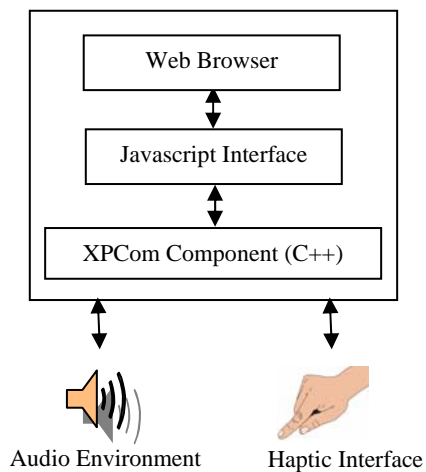 Web Browser
Javascript Interface
XPCom Component (C++)
Audio Environment
Haptic Interface